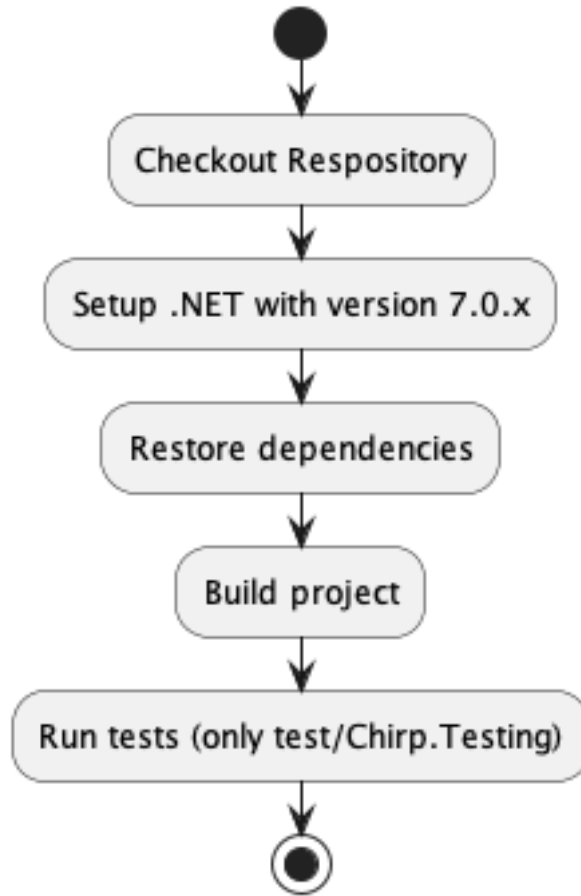 Checkout Respository
Setup .NET with version 7.0.x
Restore dependencies
Build project
Run tests (only test/Chirp.Testing)